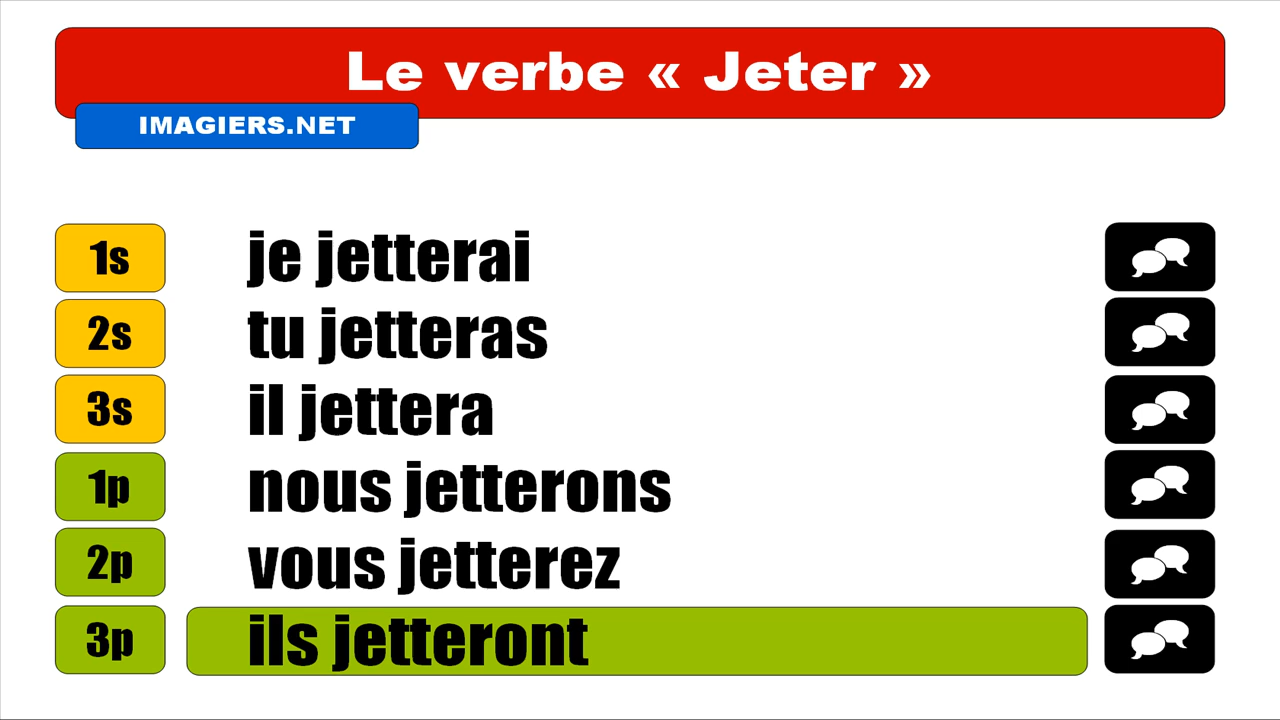 Le verbe « Jeter »
IMAGIERS.NET
1s je jetterai
2s tu jetteras
3s il jettera
1p nous jetterons
2p vous jetterez
3p ils jetteront